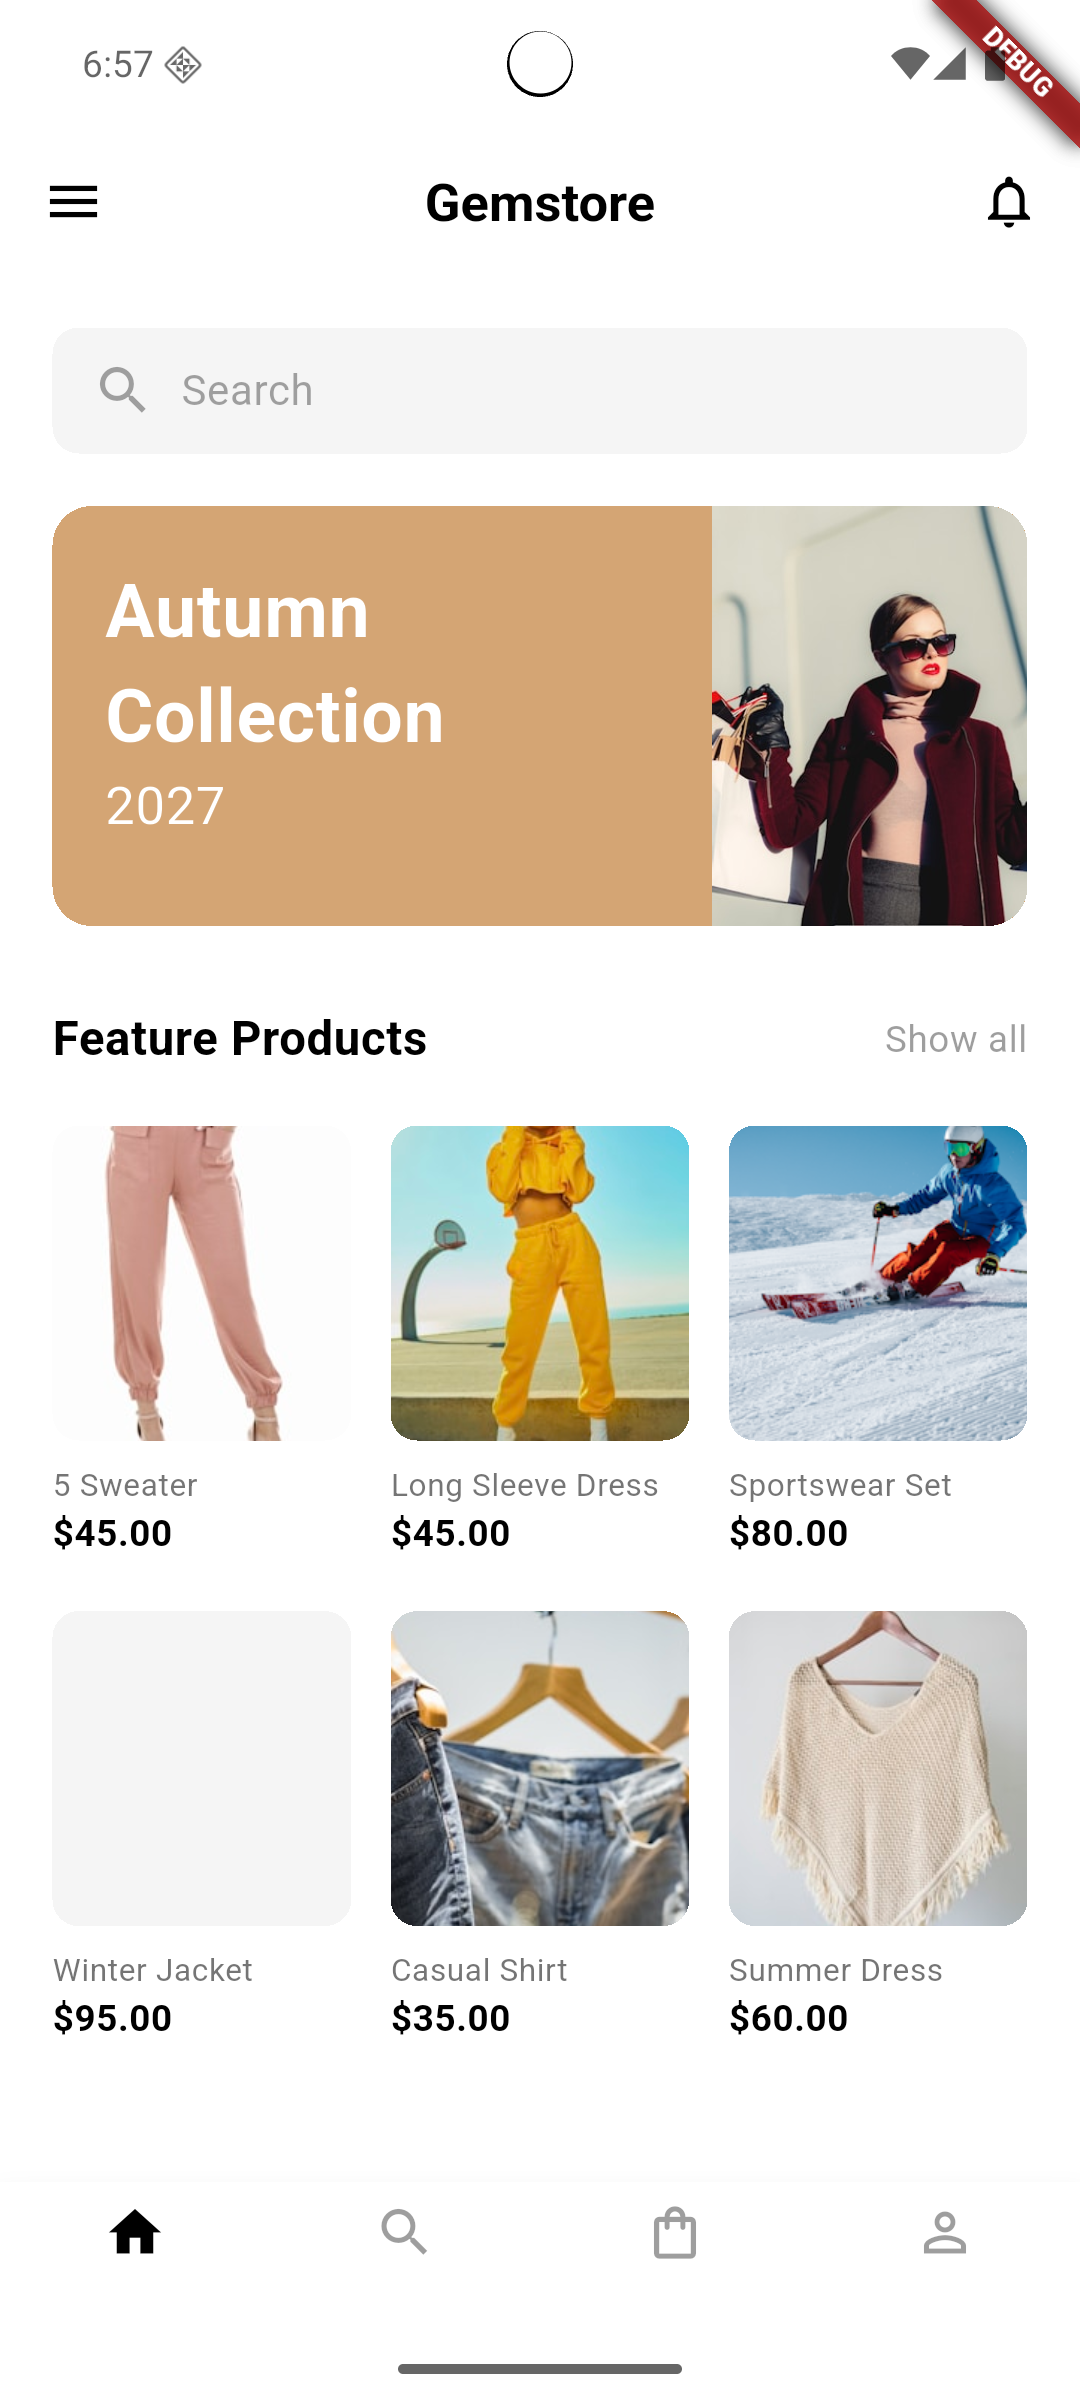 6:57
DEBUG
Gemstore
Search
Autumn
Collection
2027
Feature Products
Show all
5 Sweater
$45.00
Long Sleeve Dress
$45.00
Sportswear Set
$80.00
Winter Jacket
$95.00
Casual Shirt
$35.00
Summer Dress
$60.00